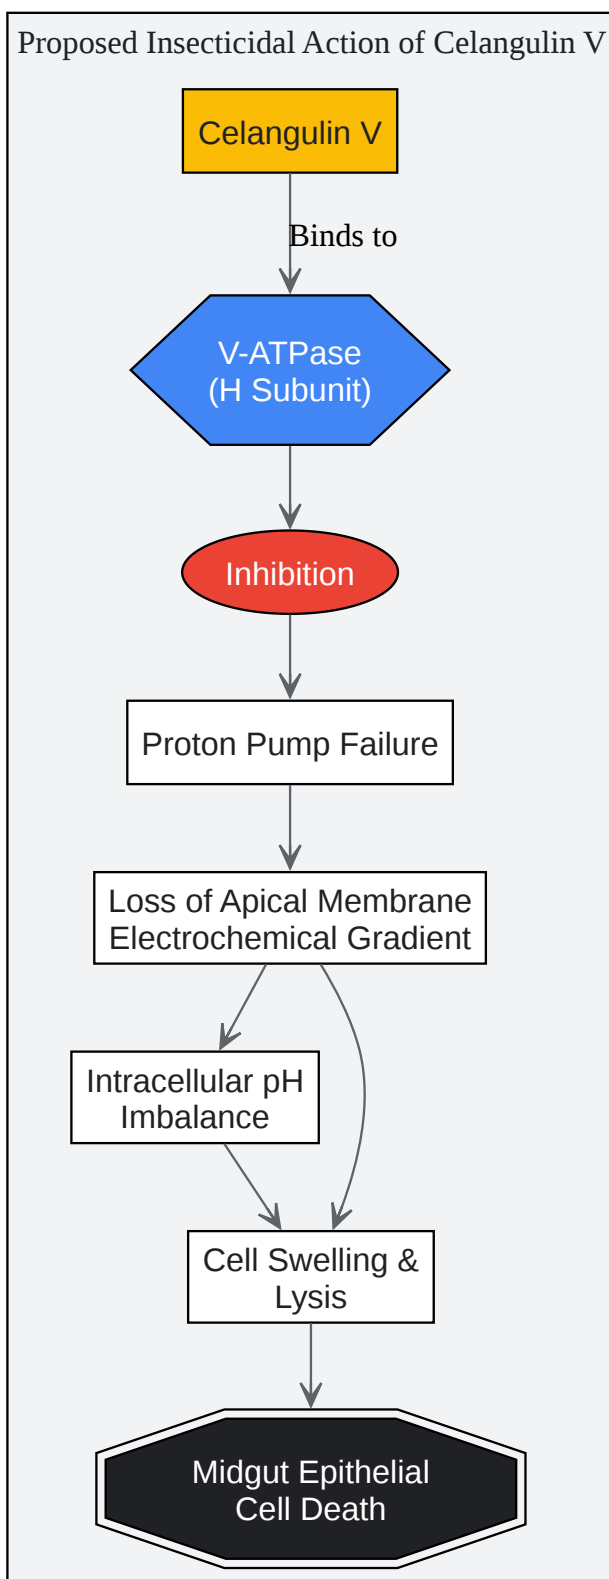 Proposed Insecticidal Action of Celangulin V
Celangulin V
Binds to
V-ATPase
(H Subunit)
Inhibition
Proton Pump Failure
Loss of Apical Membrane
Electrochemical Gradient
Intracellular pH
Imbalance
Cell Swelling &
Lysis
Midgut Epithelial
Cell Death